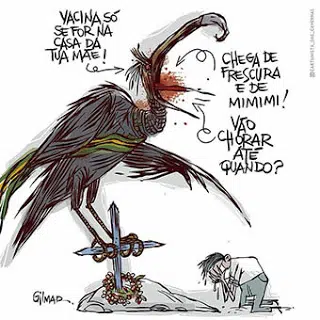 VACINA SÓ
SE FOR NA
CASA DA
TUA MÃE!
CHEGA DE
FRESCURA
E DE
MIMIMI!
VÃO
CHORAR
ATÉ
QUANDO?
GILMAR